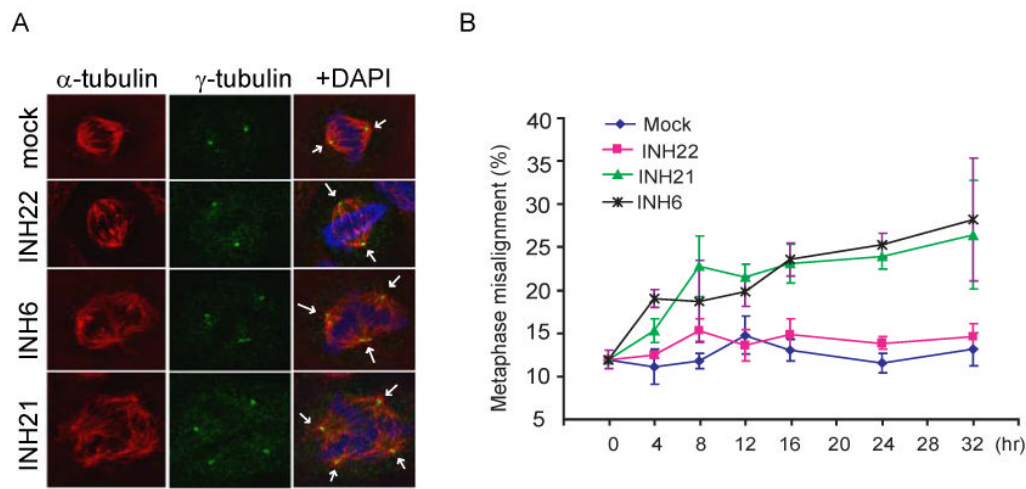 A
B
α-tubulin γ-tubulin +DAPI
mock
INH22
INH6
INH21
Metaphase misalignment (%)
40
35
30
25
20
15
10
5
Mock
INH22
INH21
INH6
0 4 8 12 16 20 24 28 32 (hr)